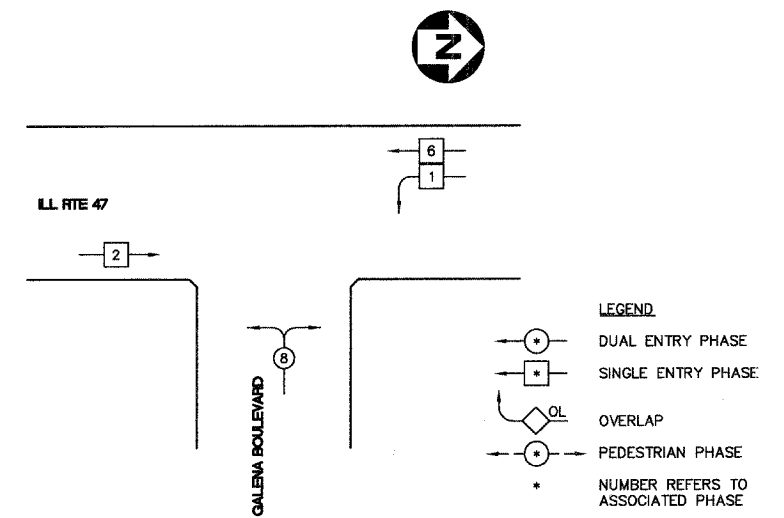 N
6
1
ILL RTE 47
2
8
GALENA BOULEVARD
LEGEND
* DUAL ENTRY PHASE
* SINGLE ENTRY PHASE
OL OVERLAP
* PEDESTRIAN PHASE
* NUMBER REFERS TO
ASSOCIATED PHASE